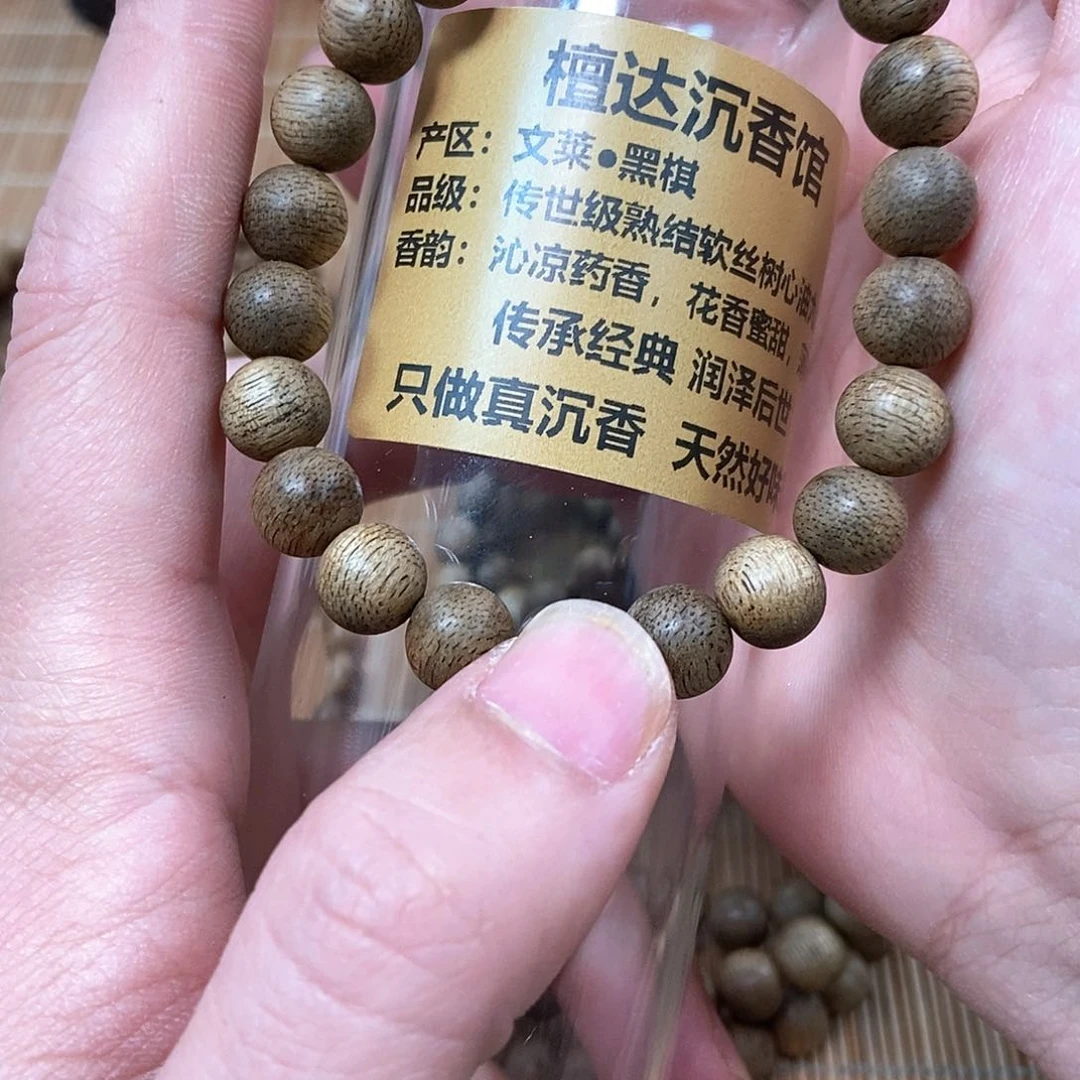 檀达沉香馆
产区：文莱●黑棋
品级：传世级熟结软丝树心油
香韵：沁凉药香，花香蜜甜，
传承经典 润泽后世
只做真沉香 天然好味